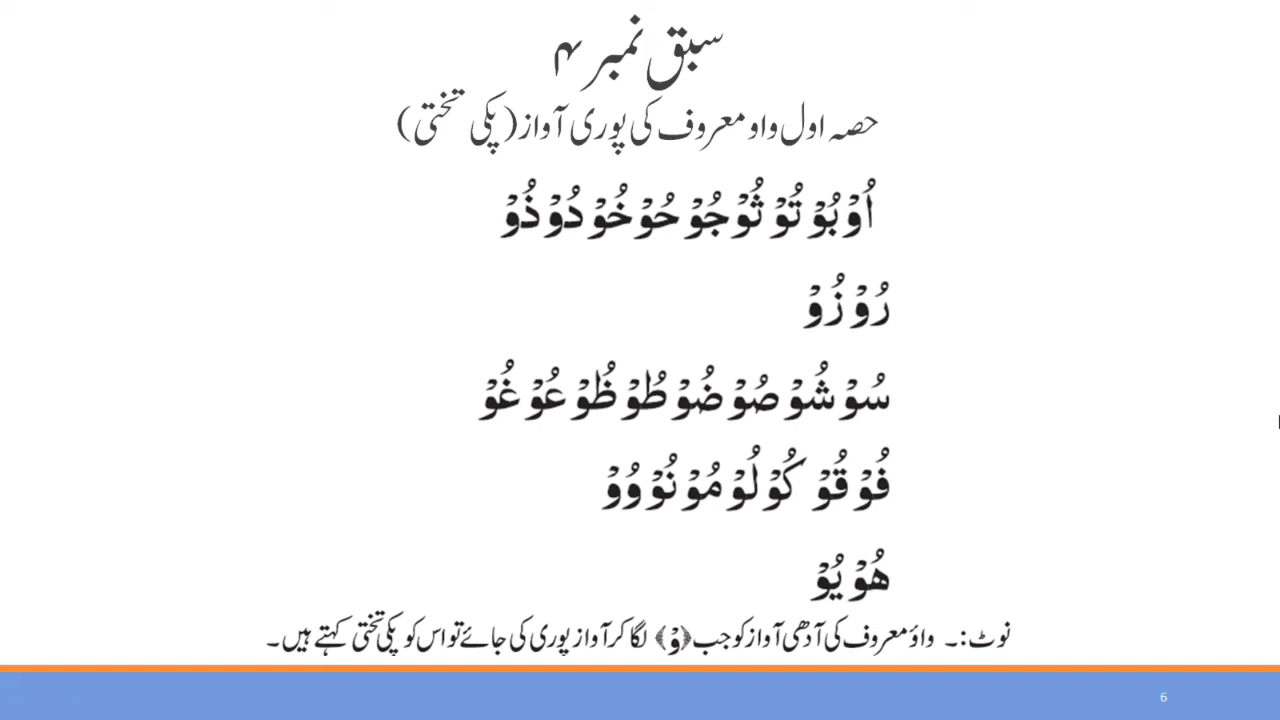 سبق نمبر ۴
حصہ اول واو معروف کی پوری آواز (پکی تختی)
اُوْ بُوْ تُوْ ثُوْ جُوْ حُوْ خُوْ دُوْ ذُوْ
رُوْ زُوْ
سُوْ شُوْ صُوْ ضُوْ طُوْ ظُوْ عُوْ غُوْ
فُوْ قُوْ كُوْ لُوْ مُوْ نُوْ وُوْ
هُوْ يُوْ
نوٹ:۔ واؤ معروف کی آدھی آواز کو جب ﴿وْ﴾ لگا کر آواز پوری کی جائے تو اس کو پکی تختی کہتے ہیں۔
6